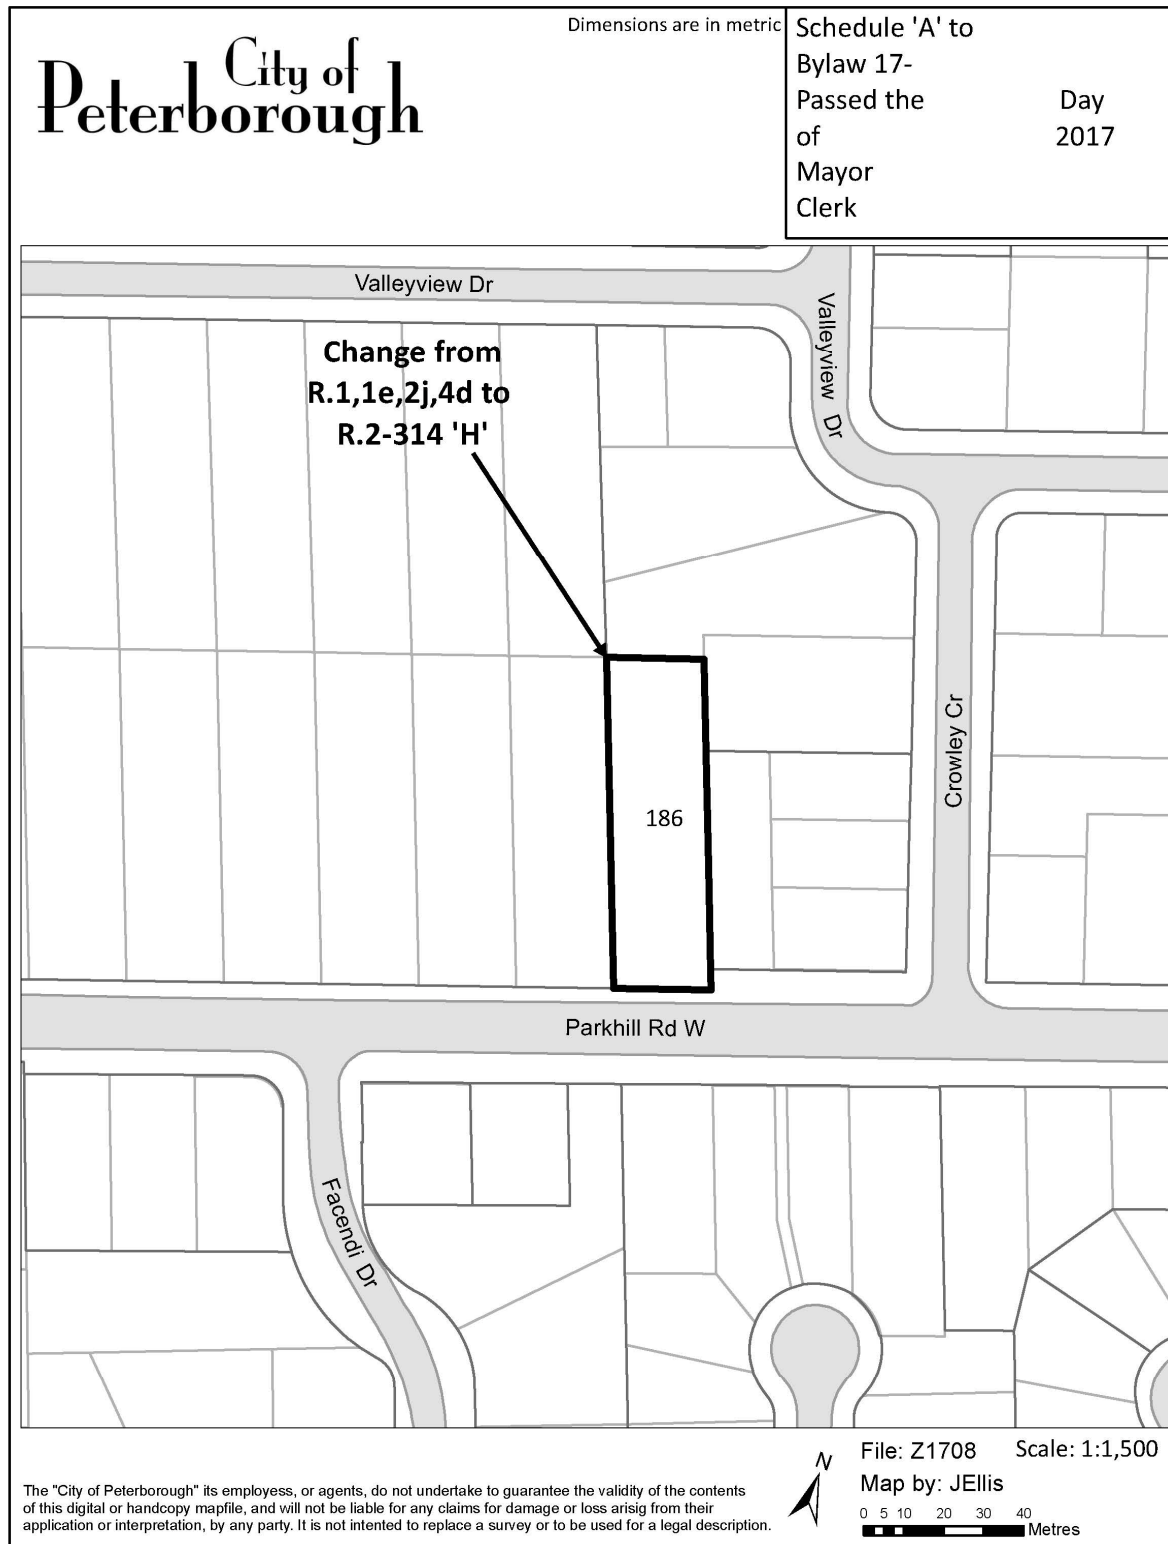 City of
Peterborough
Dimensions are in metric
Schedule 'A' to
Bylaw 17-
Passed the Day
of 2017
Mayor
Clerk
Valleyview Dr
Valleyview Dr
Change from
R.1,1e,2j,4d to
R.2-314 'H'
Crowley Cr
186
Parkhill Rd W
Facendi Dr
The "City of Peterborough" its employess, or agents, do not undertake to guarantee the validity of the contents
of this digital or handcopy mapfile, and will not be liable for any claims for damage or loss arisig from their
application or interpretation, by any party. It is not intended to replace a survey or to be used for a legal description.
N
File: Z1708 Scale: 1:1,500
Map by: JEllis
0 5 10 20 30 40
Metres